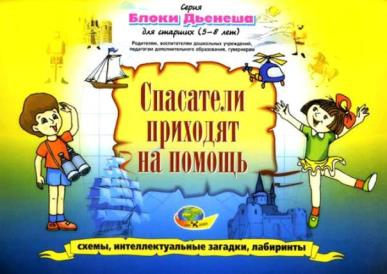 Серия
Блоки Дьенеша
для старших (5-8 лет)
Родителям, воспитателям дошкольных учреждений,
педагогам дополнительного образования, гувернерам
Спасатели
приходят
на помощь
схемы, интеллектуальные загадки, лабиринты